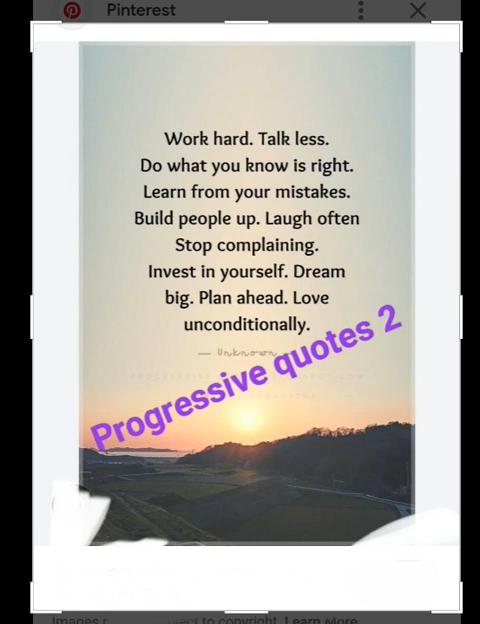 Pinterest
Work hard. Talk less.
Do what you know is right.
Learn from your mistakes.
Build people up. Laugh often
Stop complaining.
Invest in yourself. Dream
big. Plan ahead. Love
unconditionally.
— Unknown —
Progressive quotes 2
to copyright. Learn More